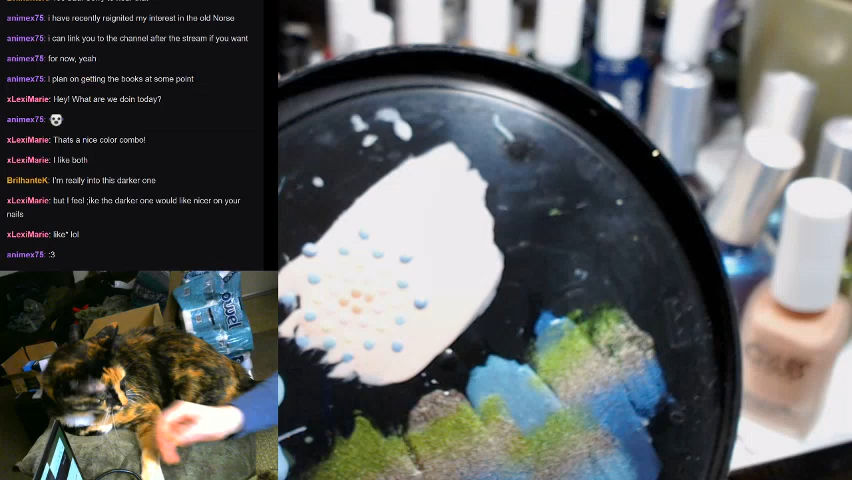 animex75: i have recently reignited my interest in the old Norse
animex75: i can link you to the channel after the stream if you want
animex75: for now, yeah
animex75: i plan on getting the books at some point
xLexiMarie: Hey! What are we doin today?
animex75:
xLexiMarie: Thats a nice color combo!
xLexiMarie: I like both
BrilhanteK: I'm really into this darker one
xLexiMarie: but I feel ;ike the darker one would like nicer on your
nails
xLexiMarie: like* lol
animex75: :3